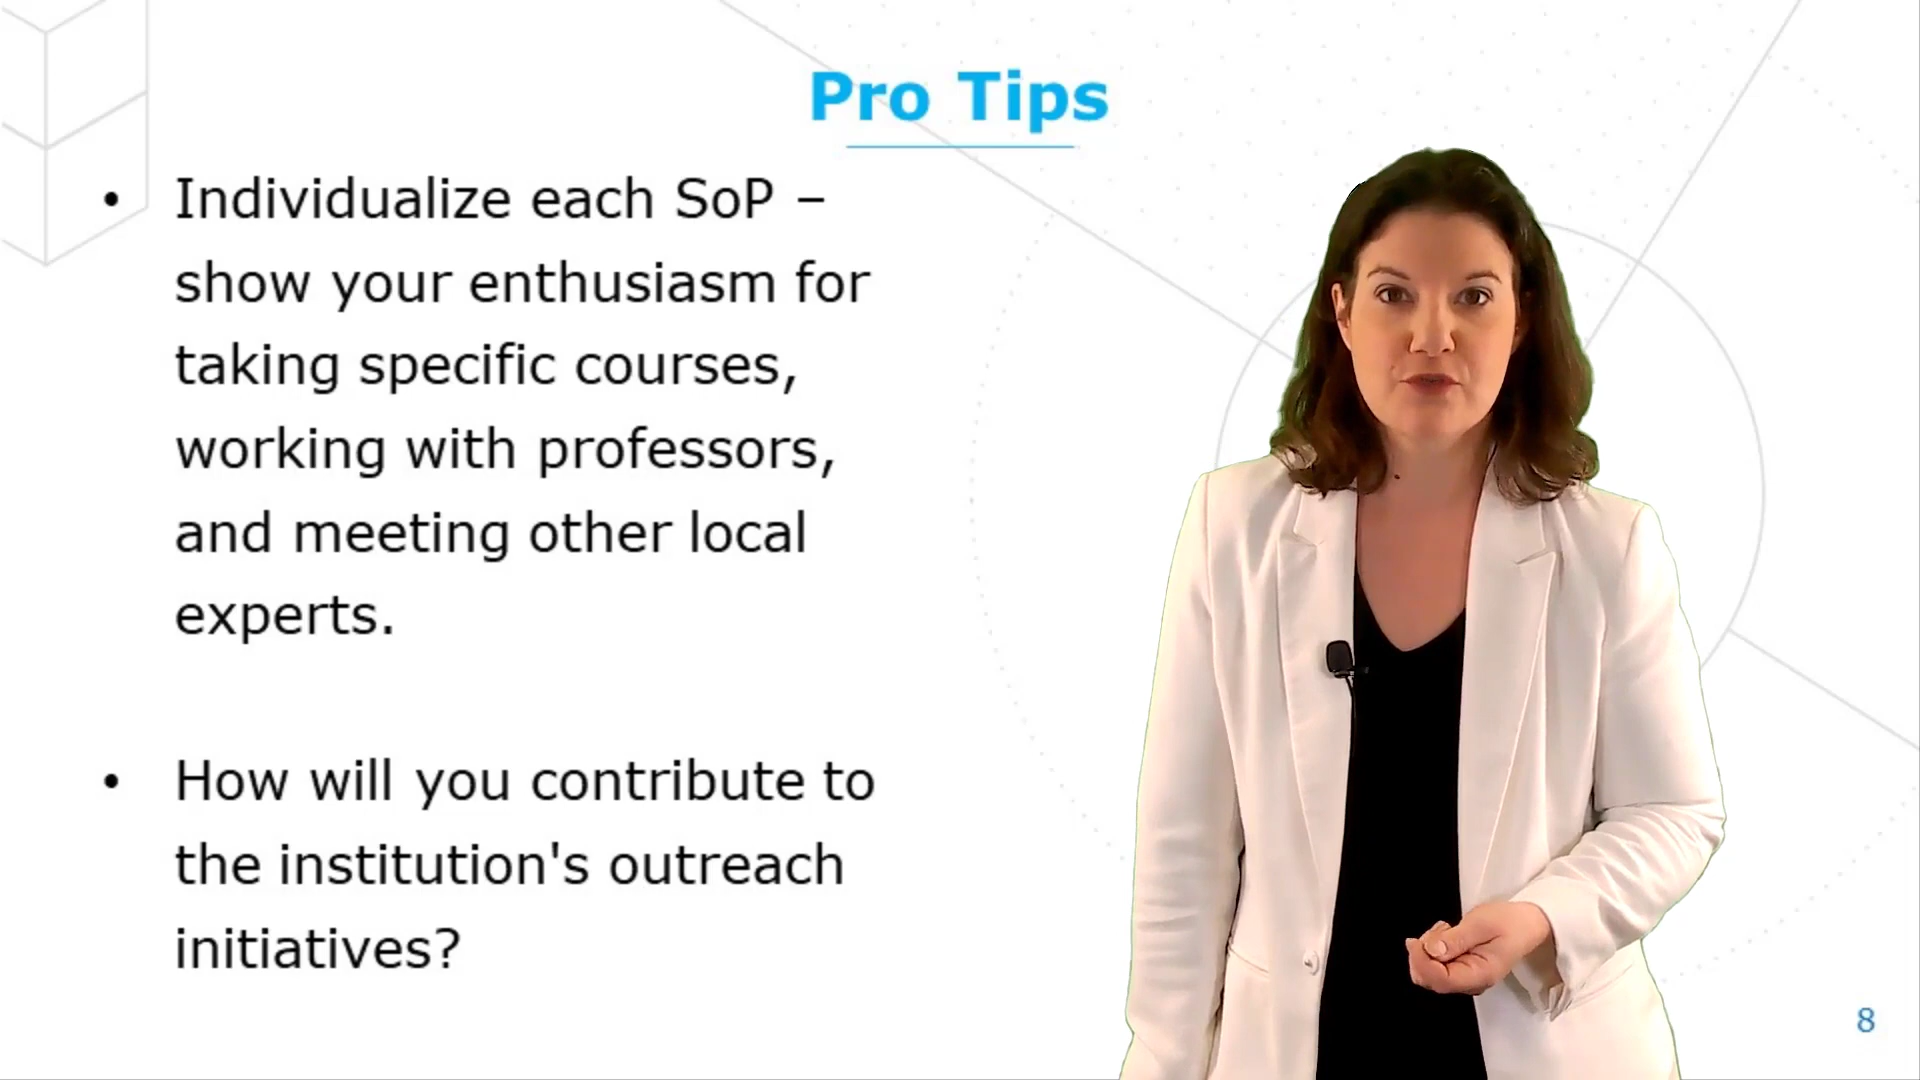 Pro Tips
• Individualize each SoP –
show your enthusiasm for
taking specific courses,
working with professors,
and meeting other local
experts.
• How will you contribute to
the institution's outreach
initiatives?
8